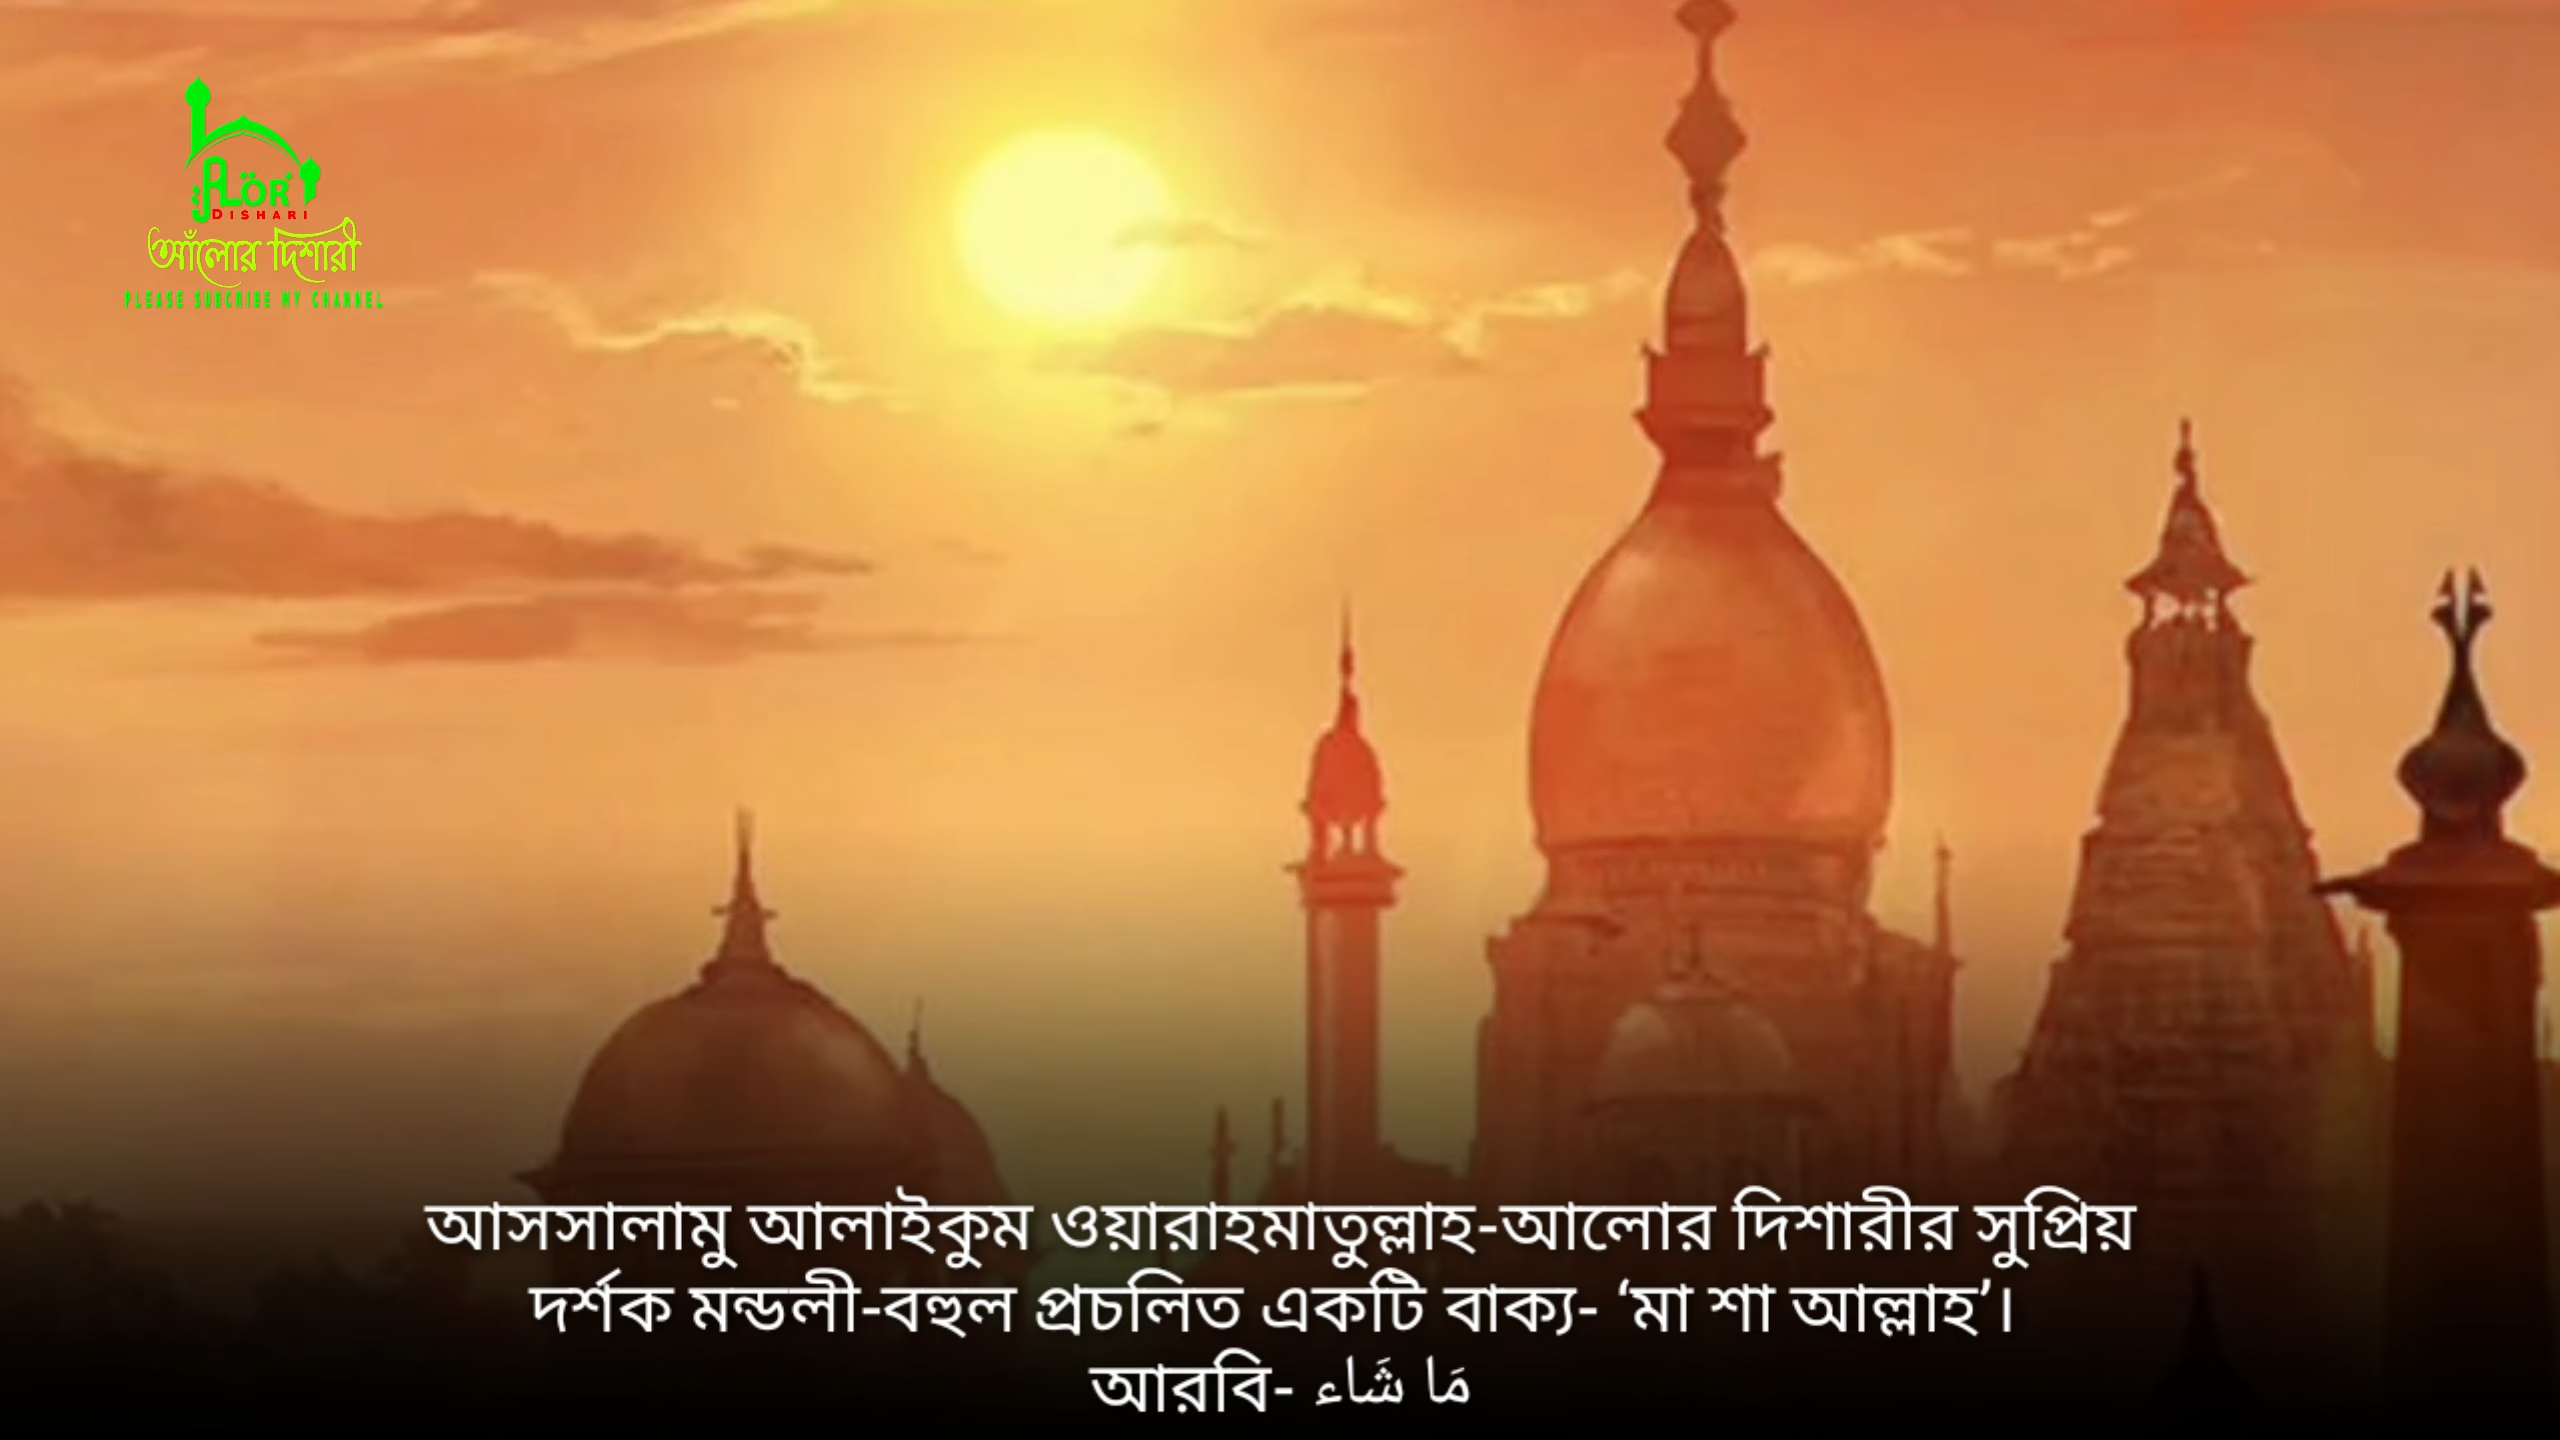 ALOR
DISHARI
আঁলোর দিশারী
PLEASE SUBCRIBE MY CHANNEL
আসসালামু আলাইকুম ওয়ারাহমাতুল্লাহ-আলোর দিশারীর সুপ্রিয়
দর্শক মন্ডলী-বহুল প্রচলিত একটি বাক্য- ‘মা শা আল্লাহ’।
আরবি- مَا شَاء